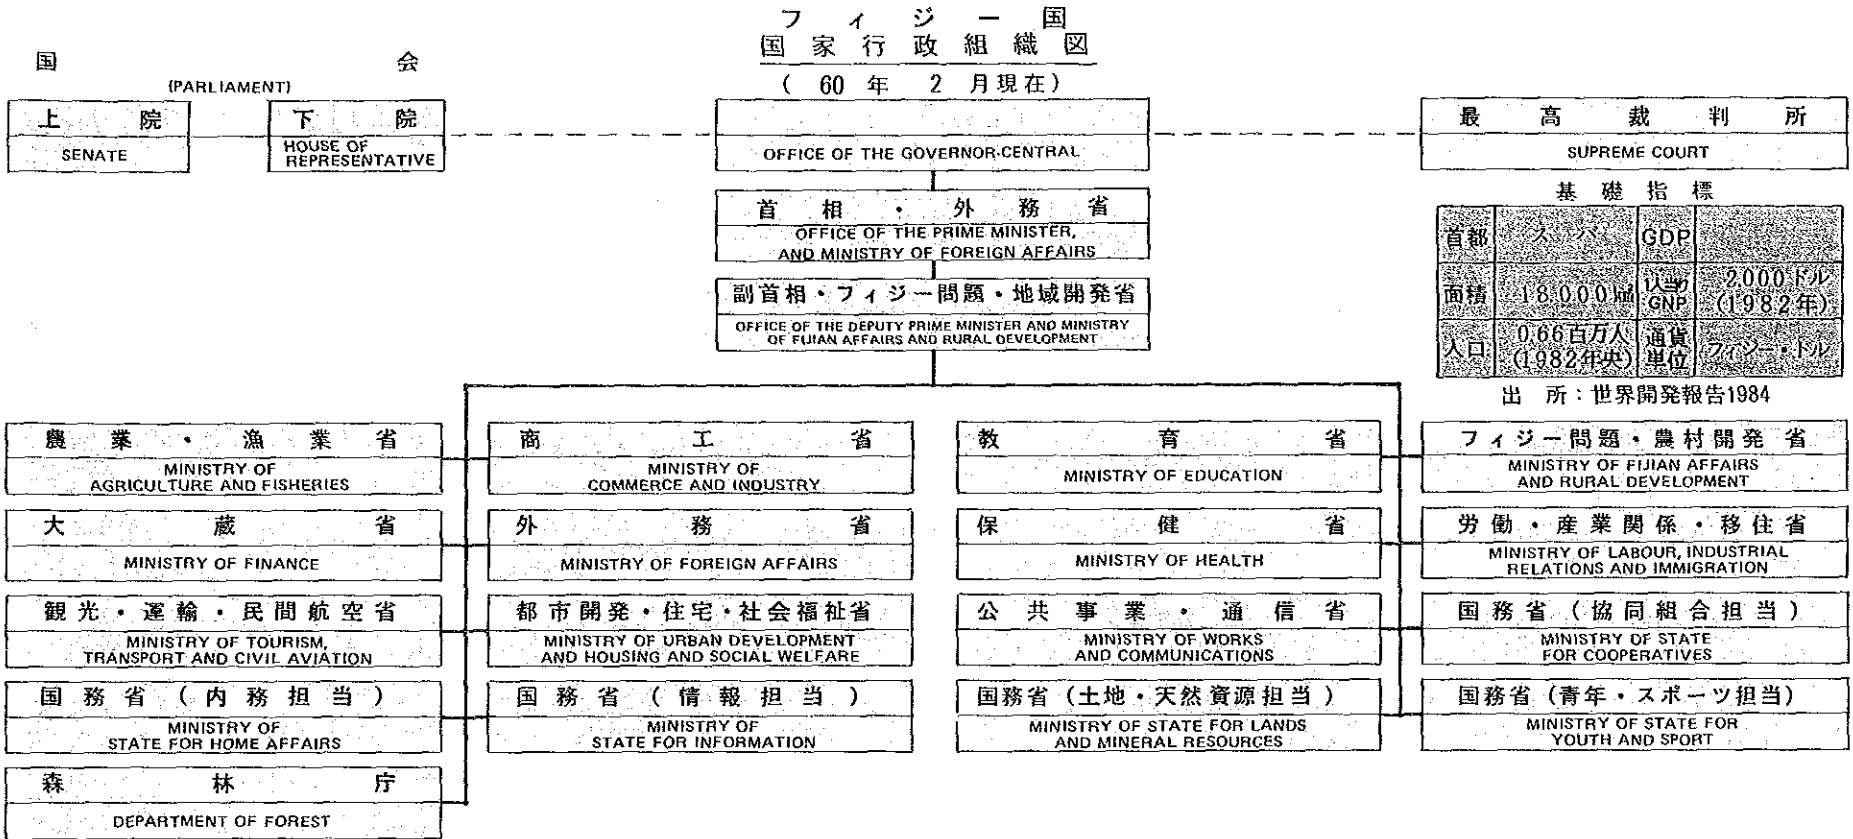 フィジー国
国家行政組織図
( 60年 2月現在)
国会
(PARLIAMENT)
上院
SENATE
下院
HOUSE OF
REPRESENTATIVE
OFFICE OF THE GOVERNOR-CENTRAL
最高裁判所
SUPREME COURT
首相・外務省
OFFICE OF THE PRIME MINISTER,
AND MINISTRY OF FOREIGN AFFAIRS
副首相・フィジー問題・地域開発省
OFFICE OF THE DEPUTY PRIME MINISTER AND MINISTRY
OF FIJIAN AFFAIRS AND RURAL DEVELOPMENT
基礎指標
首都 スバ GDP
面積 18,000㎢ 1人当り GNP 2,000ドル (1982年)
人口 0.66百万人 (1982年央) 通貨単位 フィジー・ドル
出所:世界開発報告1984
農業・漁業省
MINISTRY OF
AGRICULTURE AND FISHERIES
商工省
MINISTRY OF
COMMERCE AND INDUSTRY
教育省
MINISTRY OF EDUCATION
フィジー問題・農村開発省
MINISTRY OF FIJIAN AFFAIRS
AND RURAL DEVELOPMENT
大蔵省
MINISTRY OF FINANCE
外務省
MINISTRY OF FOREIGN AFFAIRS
保健省
MINISTRY OF HEALTH
労働・産業関係・移住省
MINISTRY OF LABOUR, INDUSTRIAL
RELATIONS AND IMMIGRATION
観光・運輸・民間航空省
MINISTRY OF TOURISM,
TRANSPORT AND CIVIL AVIATION
都市開発・住宅・社会福祉省
MINISTRY OF URBAN DEVELOPMENT
AND HOUSING AND SOCIAL WELFARE
公共事業・通信省
MINISTRY OF WORKS
AND COMMUNICATIONS
国務省(協同組合担当)
MINISTRY OF STATE
FOR COOPERATIVES
国務省(内務担当)
MINISTRY OF
STATE FOR HOME AFFAIRS
国務省(情報担当)
MINISTRY OF
STATE FOR INFORMATION
国務省(土地・天然資源担当)
MINISTRY OF STATE FOR LANDS
AND MINERAL RESOURCES
国務省(青年・スポーツ担当)
MINISTRY OF STATE FOR
YOUTH AND SPORT
森林庁
DEPARTMENT OF FOREST